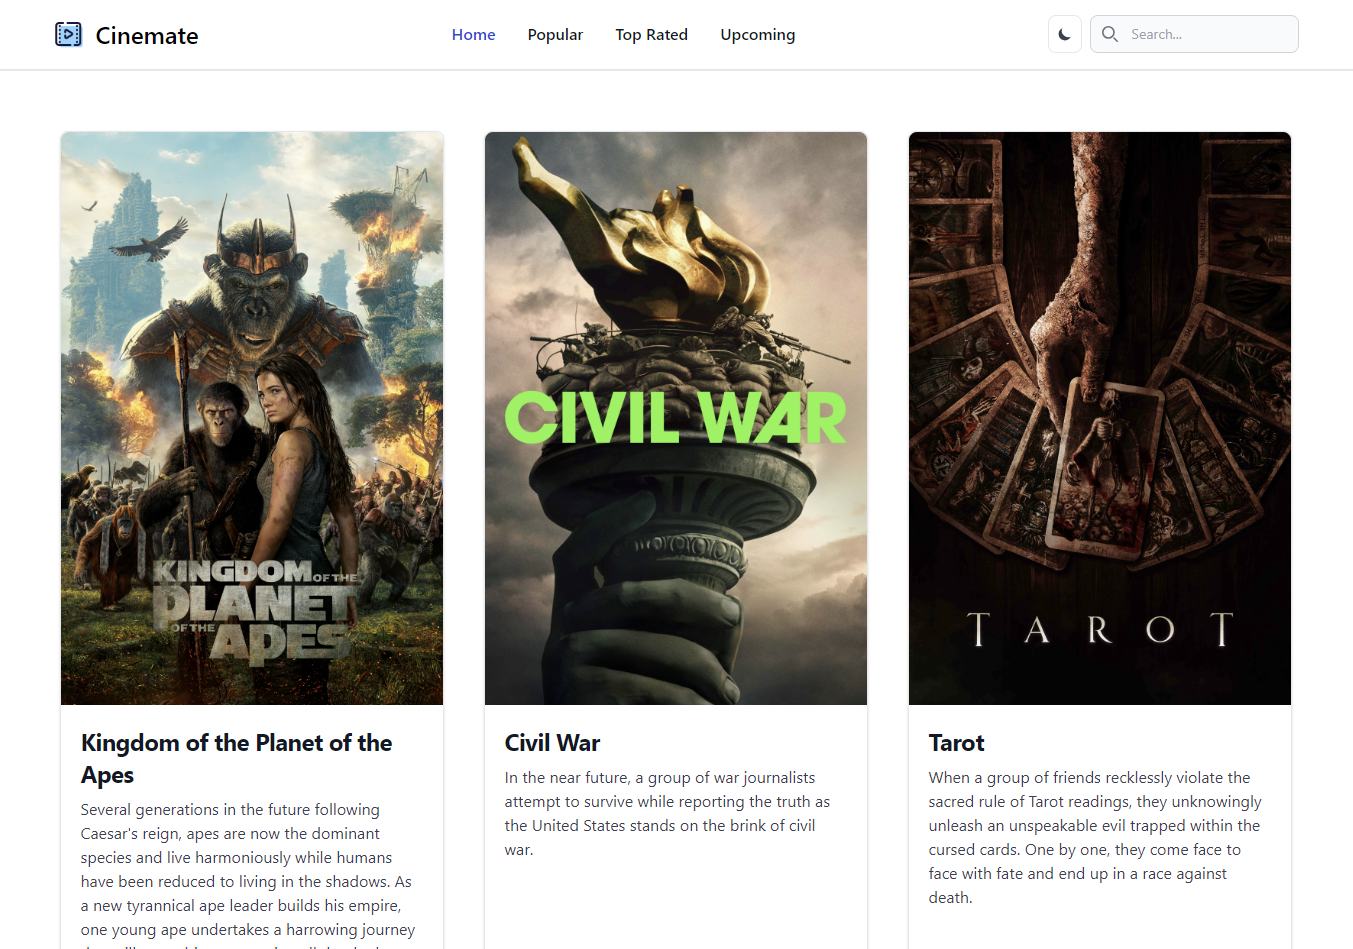 Cinemate
Home
Popular
Top Rated
Upcoming
Search...
KINGDOM OF THE
PLANET
OF THE APES
CIVIL WAR
DEATH
TAROT
Kingdom of the Planet of the
Apes
Several generations in the future following
Caesar's reign, apes are now the dominant
species and live harmoniously while humans
have been reduced to living in the shadows. As
a new tyrannical ape leader builds his empire,
one young ape undertakes a harrowing journey
Civil War
In the near future, a group of war journalists
attempt to survive while reporting the truth as
the United States stands on the brink of civil
war.
Tarot
When a group of friends recklessly violate the
sacred rule of Tarot readings, they unknowingly
unleash an unspeakable evil trapped within the
cursed cards. One by one, they come face to
face with fate and end up in a race against
death.